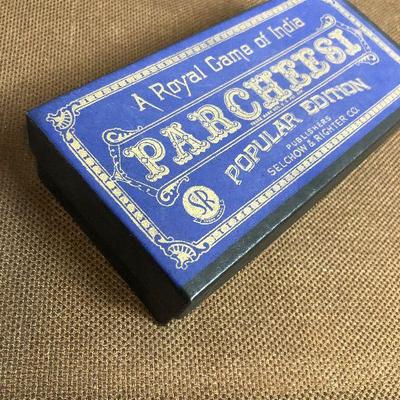 A Royal Game of India
PARCHEESI
POPULAR EDITION
PUBLISHERS
SELCHOW & RIGHTER CO.
SR